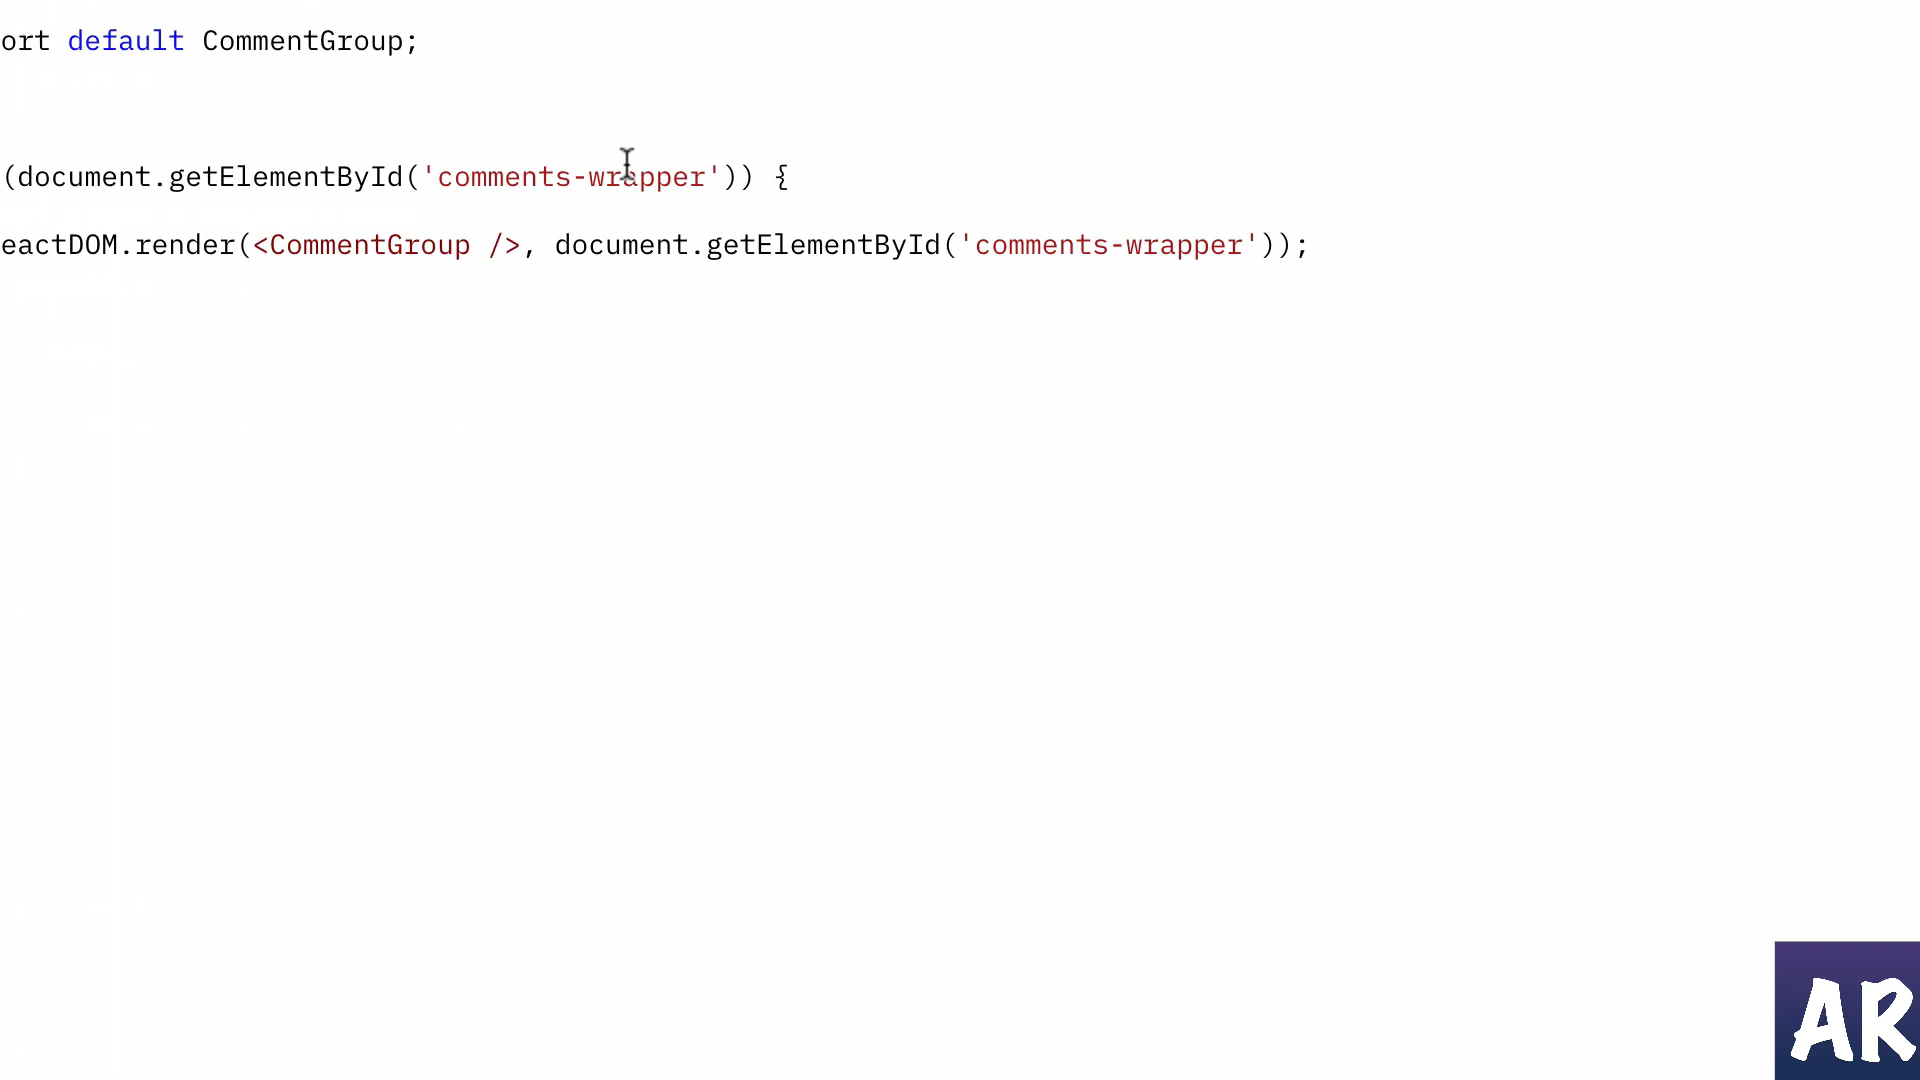 ort default CommentGroup;
(document.getElementById('comments-wrapper')) {
eactDOM.render(<CommentGroup />, document.getElementById('comments-wrapper'));
AR